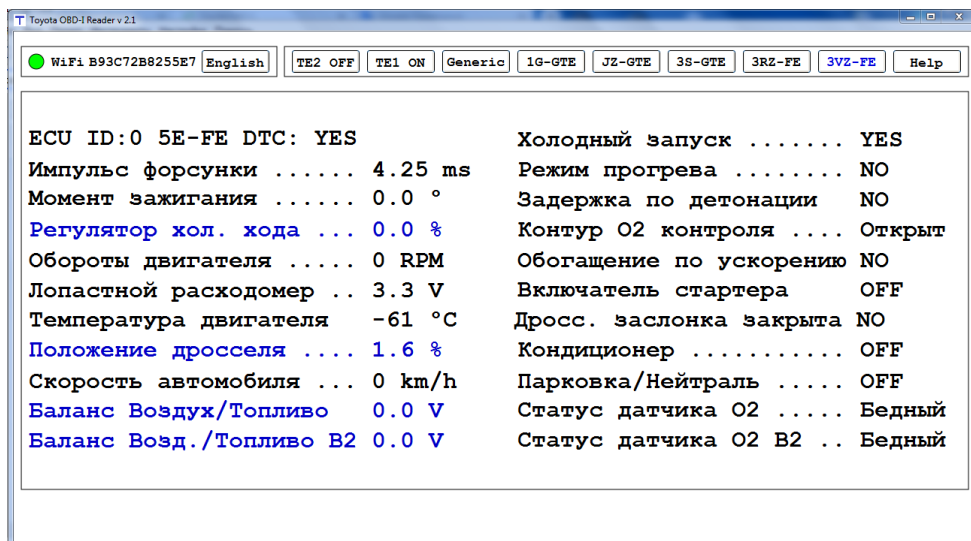 Toyota OBD-I Reader v 2.1
WiFi B93C72B8255E7 English TE2 OFF TE1 ON Generic 1G-GTE JZ-GTE 3S-GTE 3RZ-FE 3VZ-FE Help
ECU ID:0 5E-FE DTC: YES
Импульс форсунки ...... 4.25 ms
Момент зажигания ...... 0.0 °
Регулятор хол. хода ... 0.0 %
Обороты двигателя ..... 0 RPM
Лопастной расходомер .. 3.3 V
Температура двигателя -61 °C
Положение дросселя .... 1.6 %
Скорость автомобиля ... 0 km/h
Баланс Воздух/Топливо 0.0 V
Баланс Возд./Топливо B2 0.0 V
Холодный запуск ....... YES
Режим прогрева ........ NO
Задержка по детонации NO
Контур O2 контроля .... Открыт
Обогащение по ускорению NO
Включатель стартера OFF
Дросс. заслонка закрыта NO
Кондиционер ........... OFF
Парковка/Нейтраль ..... OFF
Статус датчика O2 ..... Бедный
Статус датчика O2 B2 .. Бедный